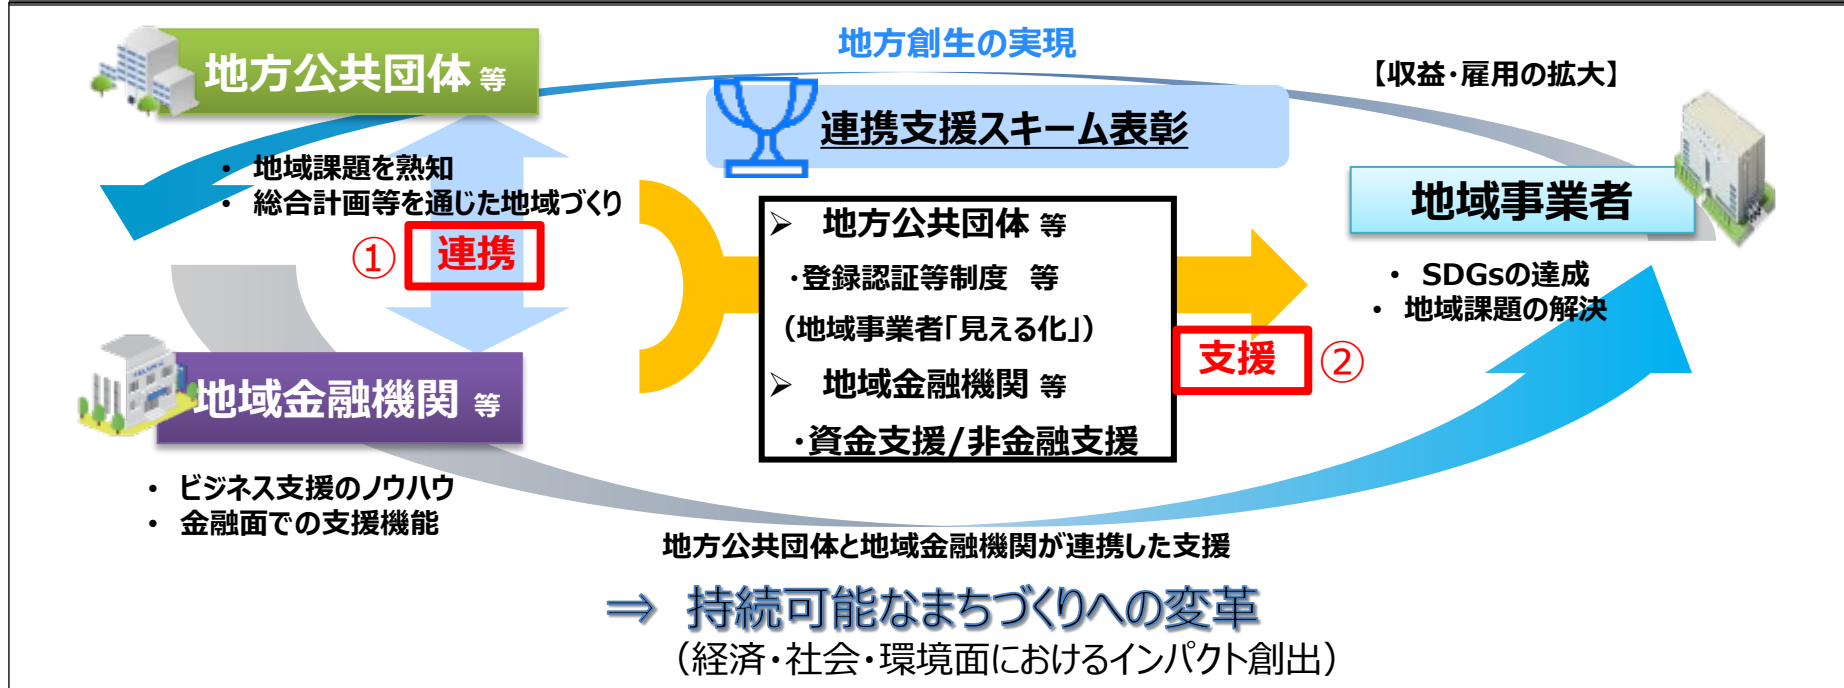 地方創生の実現
地方公共団体 等
【収益・雇用の拡大】
連携支援スキーム表彰
• 地域課題を熟知
• 総合計画等を通じた地域づくり
① 連携
地域事業者
➢ 地方公共団体 等
・登録認証等制度 等
（地域事業者「見える化」）
➢ 地域金融機関 等
・資金支援/非金融支援
• SDGsの達成
• 地域課題の解決
支援 ②
地域金融機関 等
• ビジネス支援のノウハウ
• 金融面での支援機能
地方公共団体と地域金融機関が連携した支援
⇒ 持続可能なまちづくりへの変革
（経済・社会・環境面におけるインパクト創出）